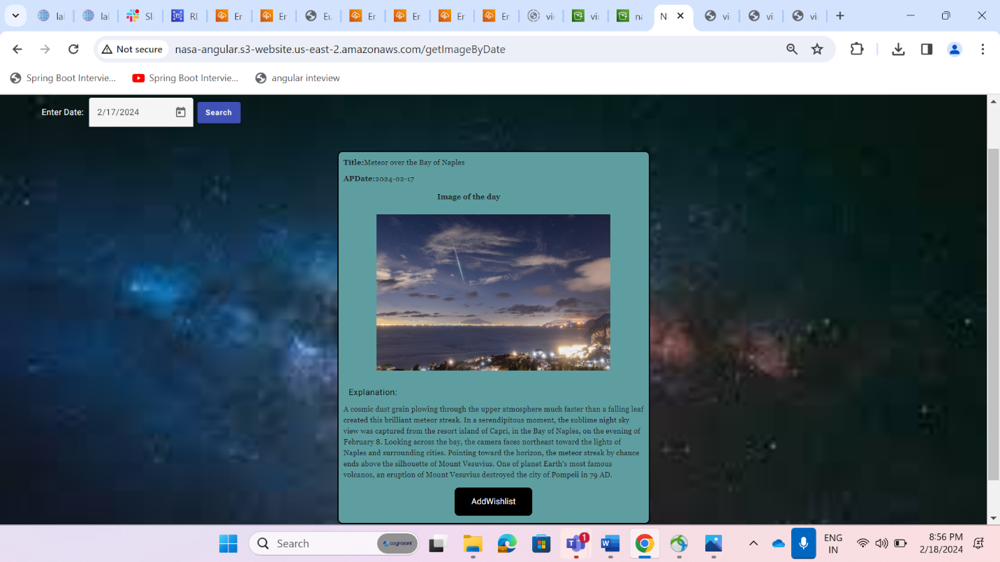 lal
lal
Sl
RI
Er
Er
Eu
Er
Er
Er
Er
vii
vii
na
N
vi
vi
vi
Not secure
nasa-angular.s3-website.us-east-2.amazonaws.com/getImageByDate
Spring Boot Intervie... Spring Boot Intervie... angular inteview
Enter Date: 2/17/2024 Search
Title:Meteor over the Bay of Naples
APDate:2024-02-17
Image of the day
Explanation:
A cosmic dust grain plowing through the upper atmosphere much faster than a falling leaf
created this brilliant meteor streak. In a serendipitous moment, the sublime night sky
view was captured from the resort island of Capri, in the Bay of Naples, on the evening of
February 8. Looking across the bay, the camera faces northeast toward the lights of
Naples and surrounding cities. Pointing toward the horizon, the meteor streak by chance
ends above the silhouette of Mount Vesuvius. One of planet Earth's most famous
volcanos, an eruption of Mount Vesuvius destroyed the city of Pompeii in 79 AD.
AddWishlist
Search
cognizant
1
ENG
IN
8:56 PM
2/18/2024